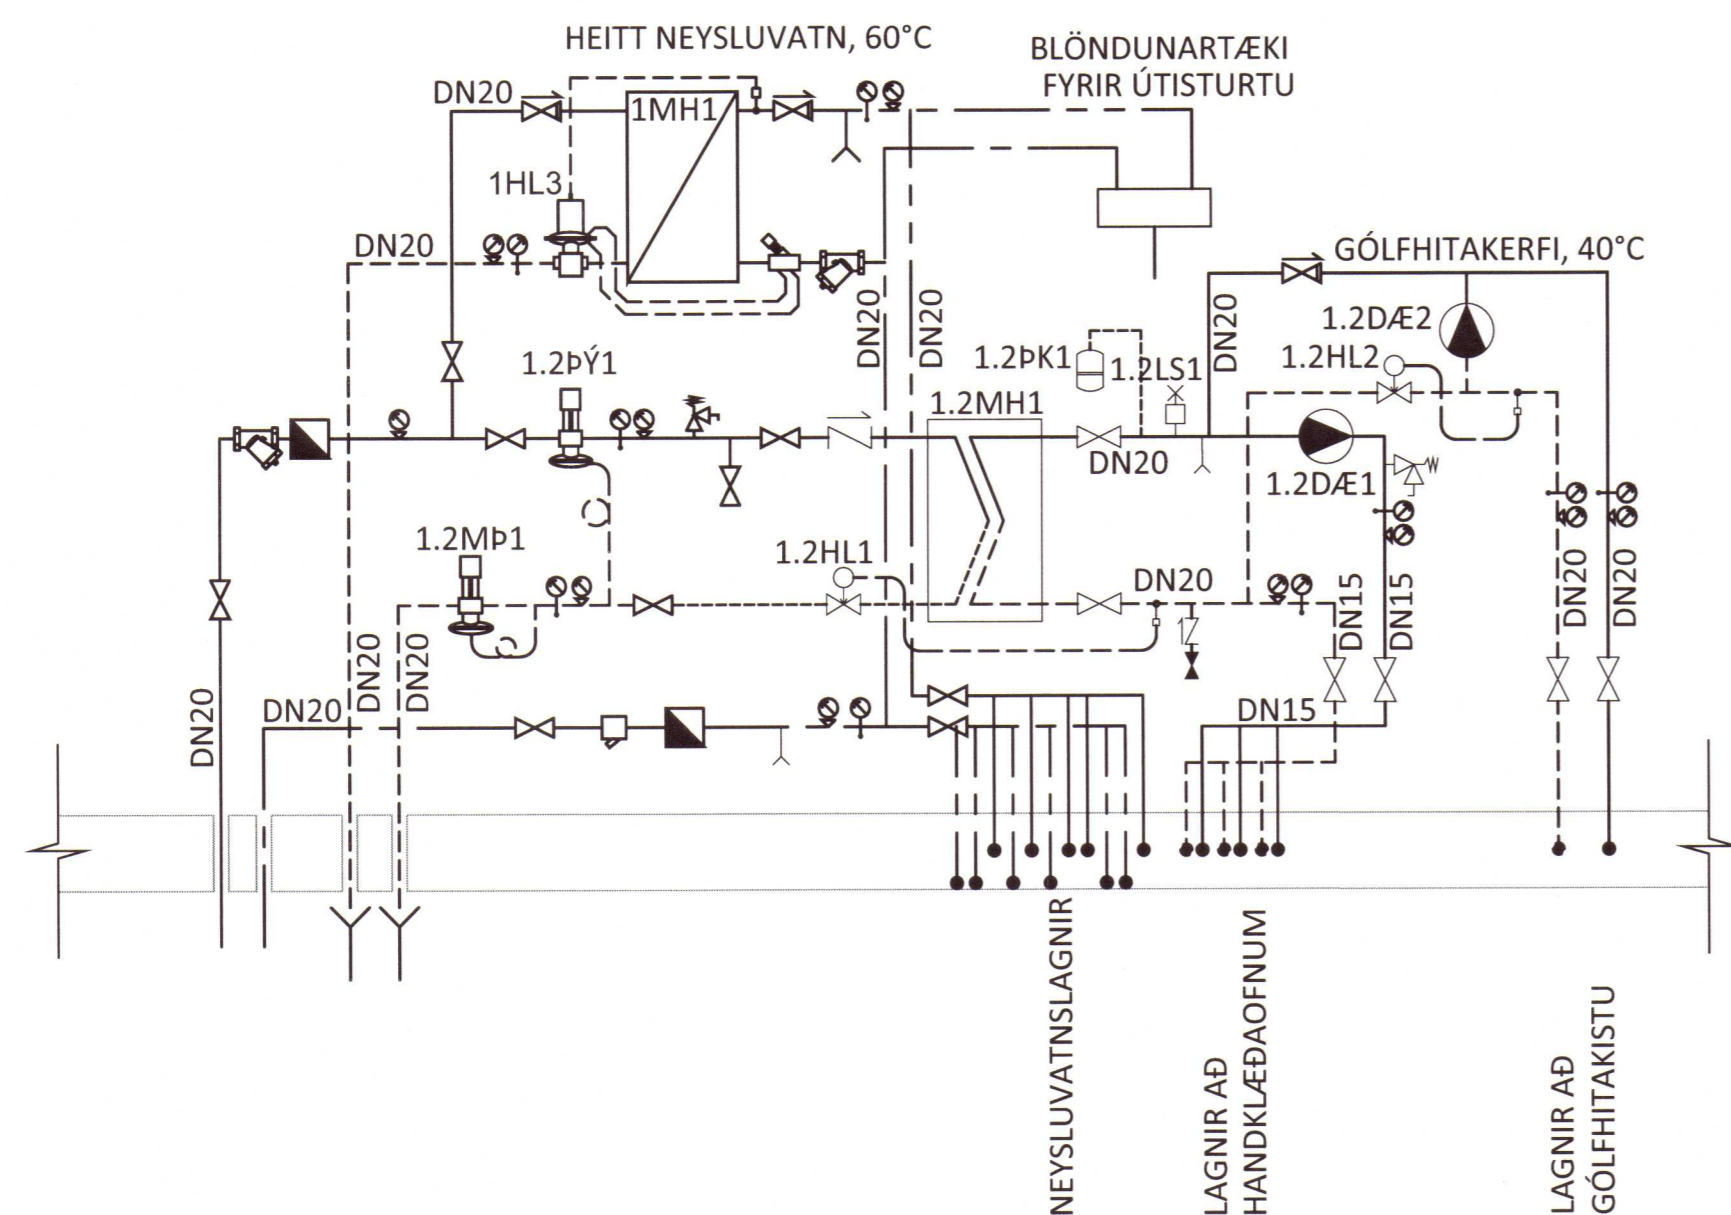 HEITT NEYSLUVATN, 60°C
BLÖNDUNARTÆKI
FYRIR ÚTISTURTU
DN20
1MH1
1HL3
DN20
GÓLFHITAKERFI, 40°C
DN20
DN20
DN20
1.2DÆ2
1.2ÞK1
1.2HL2
1.2LS1
1.2ÞÝ1
1.2MH1
DN20
1.2DÆ1
1.2MÞ1
1.2HL1
DN20
DN15
DN15
DN20
DN20
DN20
DN20
DN20
DN20
DN15
NEYSLUVATNSLAGNIR
LAGNIR AÐ
HANDKLÆÐAOFNUM
LAGNIR AÐ
GÓLFHITAKISTU